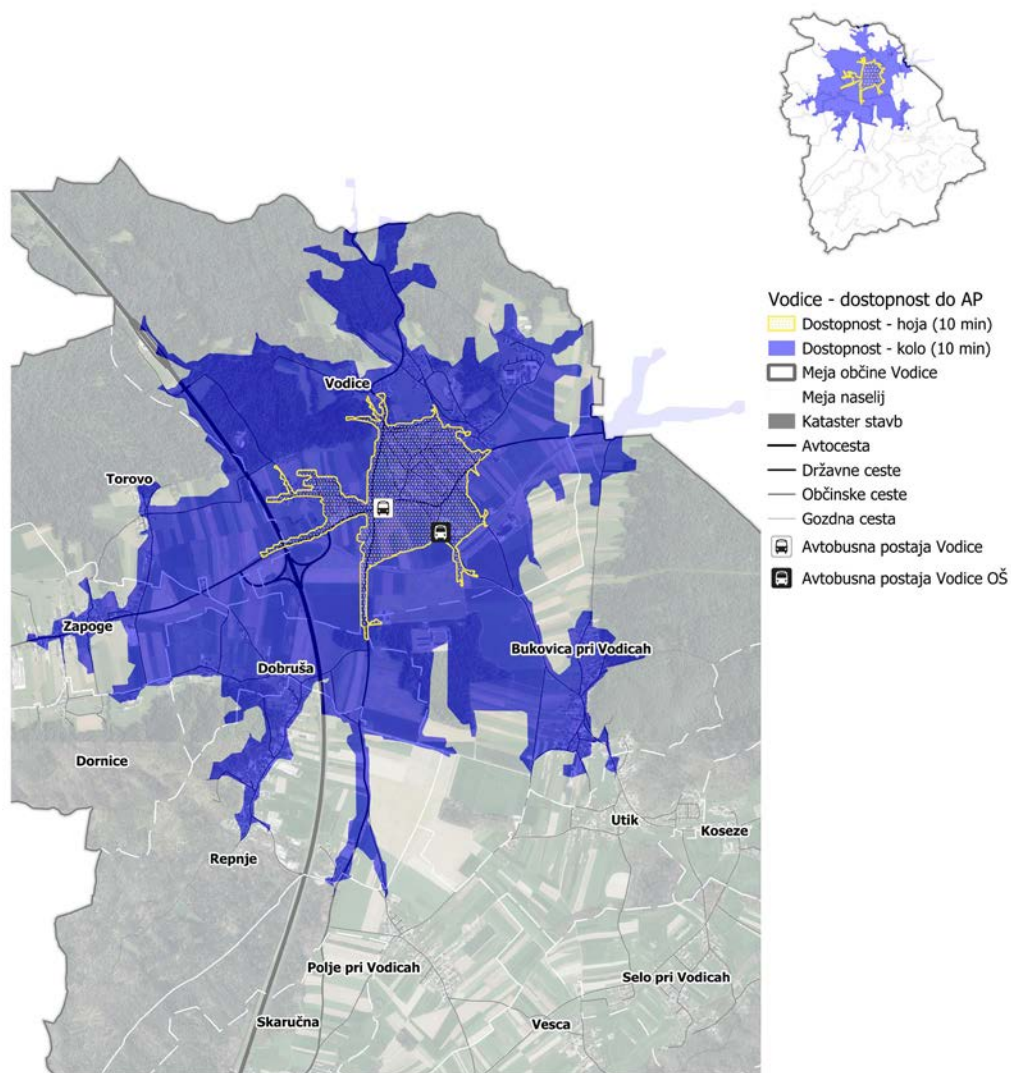 Vodice - dostopnost do AP
Dostopnost - hoja (10 min)
Dostopnost - kolo (10 min)
Meja občine Vodice
Meja naselij
Kataster stavb
Avtocesta
Državne ceste
Občinske ceste
Gozdna cesta
Avtobusna postaja Vodice
Avtobusna postaja Vodice OŠ
Vodice
Torovo
Zapoge
Bukovica pri Vodicah
Dobruša
Dornice
Utik
Koseze
Repnje
Polje pri Vodicah
Selo pri Vodicah
Skaručna
Vesca